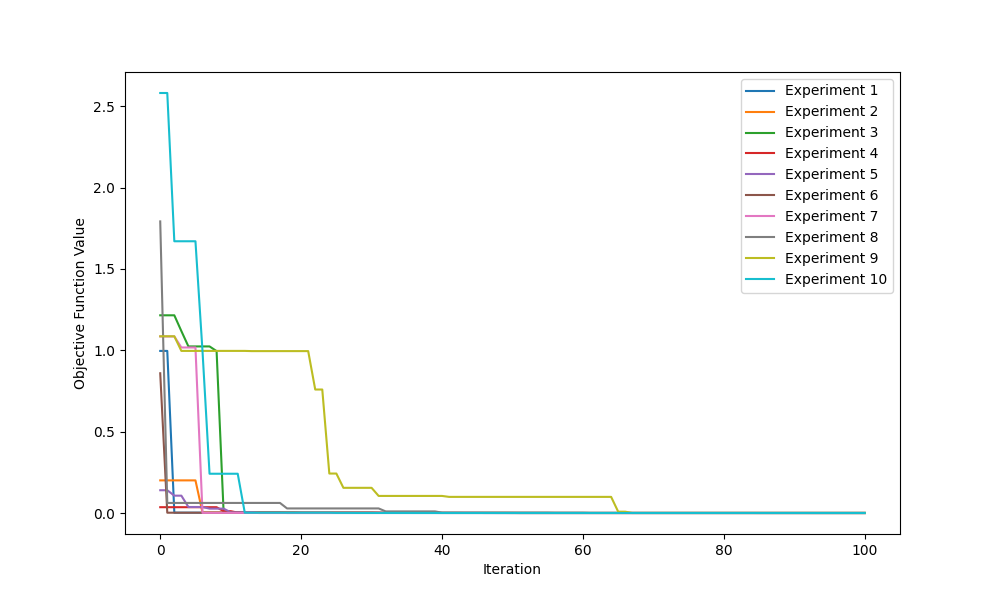 2.5
2.0
1.5
1.0
0.5
0.0
Objective Function Value
0
20
40
60
80
100
Iteration
Experiment 1
Experiment 2
Experiment 3
Experiment 4
Experiment 5
Experiment 6
Experiment 7
Experiment 8
Experiment 9
Experiment 10